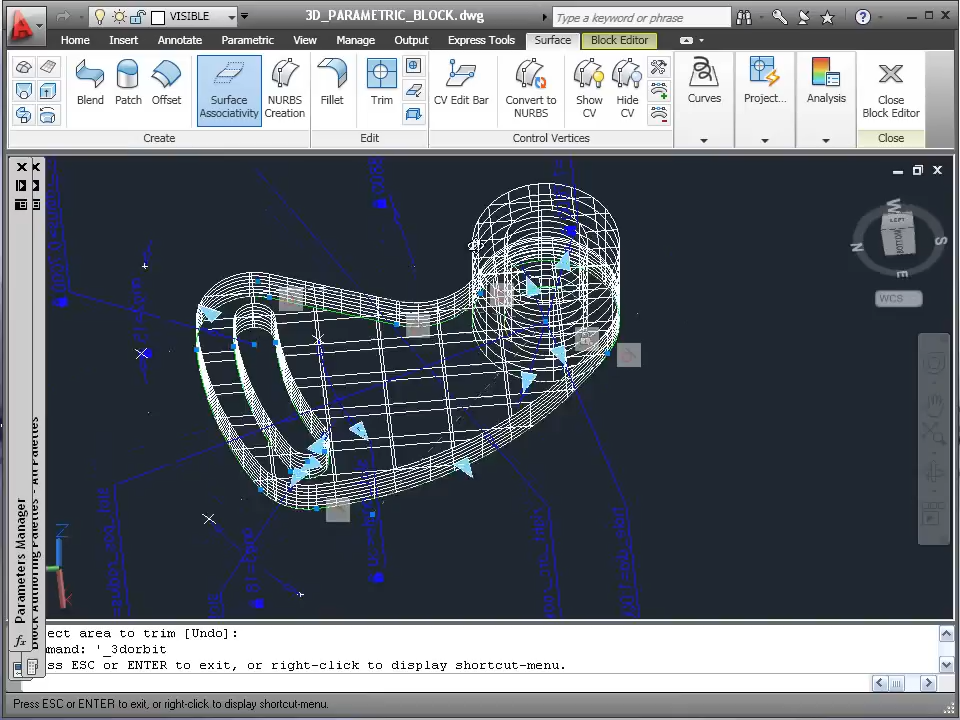 VISIBLE
3D_PARAMETRIC_BLOCK.dwg
Type a keyword or phrase
Home Insert Annotate Parametric View Manage Output Express Tools Surface Block Editor
Blend Patch Offset Surface Associativity NURBS Creation Fillet Trim CV Edit Bar Convert to NURBS Show CV Hide CV Curves Project... Analysis Close Block Editor
Create Edit Control Vertices Close
W
LEFT
BOTTOM
N
S
E
WCS
Parameters Manager
fx
ect area to trim [Undo]:
mmand: '_3dorbit
ss ESC or ENTER to exit, or right-click to display shortcut-menu.
Press ESC or ENTER to exit, or right-click to display shortcut-menu.